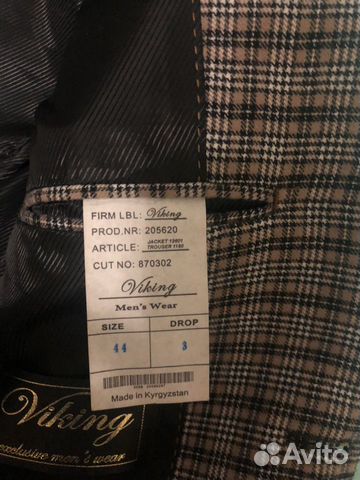 FIRM LBL: Viking
PROD.NR: 205620
ARTICLE: JACKET 12601
TROUSER 1180
CUT NO: 870302
Viking
Men's Wear
SIZE DROP
44 3
Made in Kyrgyzstan
Viking
exclusive men's wear
Avito